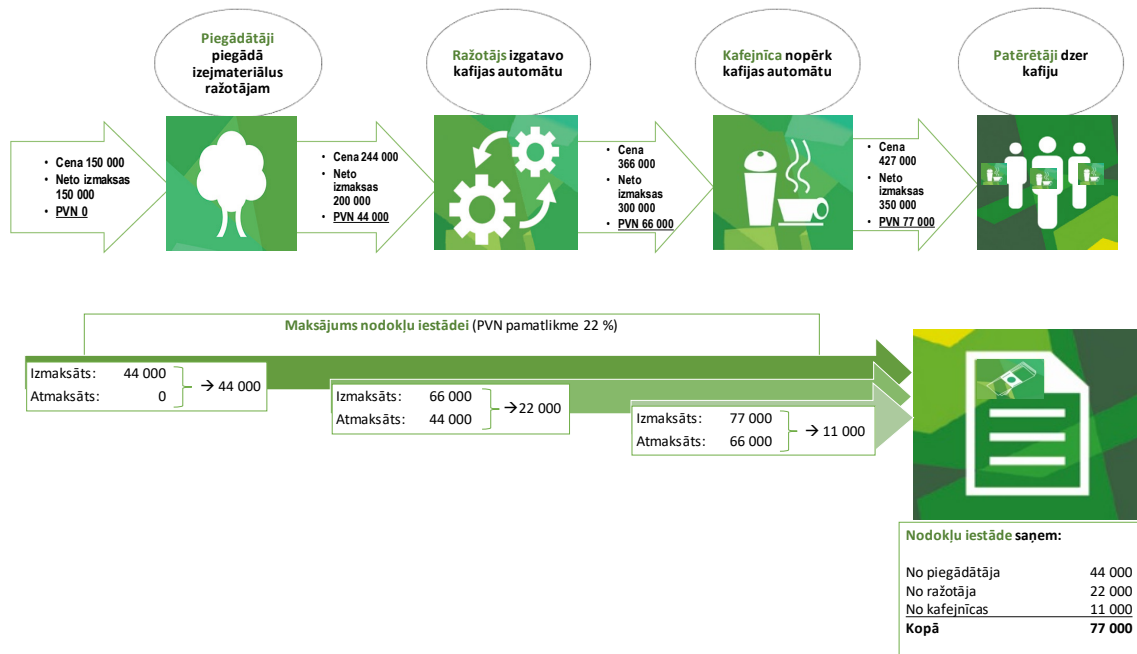 Piegādātāji
piegādā
izejmateriālus
ražotājam
Ražotājs izgatavo
kafijas automātu
Kafejnīca nopērk
kafijas automātu
Patērētāji dzer
kafiju
• Cena 150 000
• Neto izmaksas
150 000
• PVN 0
• Cena 244 000
• Neto
izmaksas
200 000
• PVN 44 000
• Cena
366 000
• Neto
izmaksas
300 000
• PVN 66 000
• Cena
427 000
• Neto
izmaksas
350 000
• PVN 77 000
Maksājums nodokļu iestādei (PVN pamatlikme 22 %)
Izmaksāts: 44 000
Atmaksāts: 0
→ 44 000
Izmaksāts: 66 000
Atmaksāts: 44 000
→22 000
Izmaksāts: 77 000
Atmaksāts: 66 000
→ 11 000
Nodokļu iestāde saņem:
No piegādātāja 44 000
No ražotāja 22 000
No kafejnīcas 11 000
Kopā 77 000